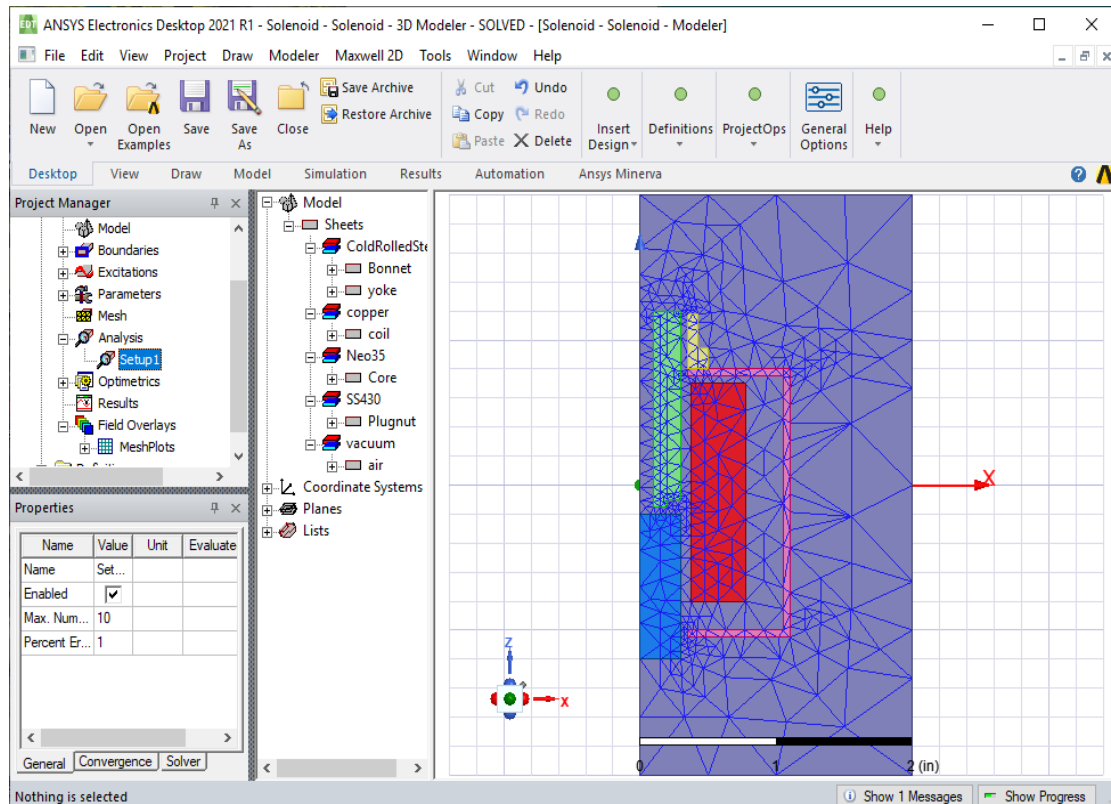 ANSYS Electronics Desktop 2021 R1 - Solenoid - Solenoid - 3D Modeler - SOLVED - [Solenoid - Solenoid - Modeler]
File Edit View Project Draw Modeler Maxwell 2D Tools Window Help
New
Open
Open Examples
Save
Save As
Close
Save Archive
Restore Archive
Cut
Copy
Paste
Undo
Redo
Delete
Insert Design
Definitions
ProjectOps
General Options
Help
Desktop View Draw Model Simulation Results Automation Ansys Minerva
Project Manager
Model
Boundaries
Excitations
Parameters
Mesh
Analysis
Setup1
Optimetrics
Results
Field Overlays
MeshPlots
Properties
Name Value Unit Evaluate
Name Set...
Enabled
Max. Num... 10
Percent Er... 1
General Convergence Solver
Model
Sheets
ColdRolledSte
Bonnet
yoke
copper
coil
Neo35
Core
SS430
Plugnut
vacuum
air
Coordinate Systems
Planes
Lists
X
Z
X
0 1 2 (in)
Nothing is selected
Show 1 Messages
Show Progress